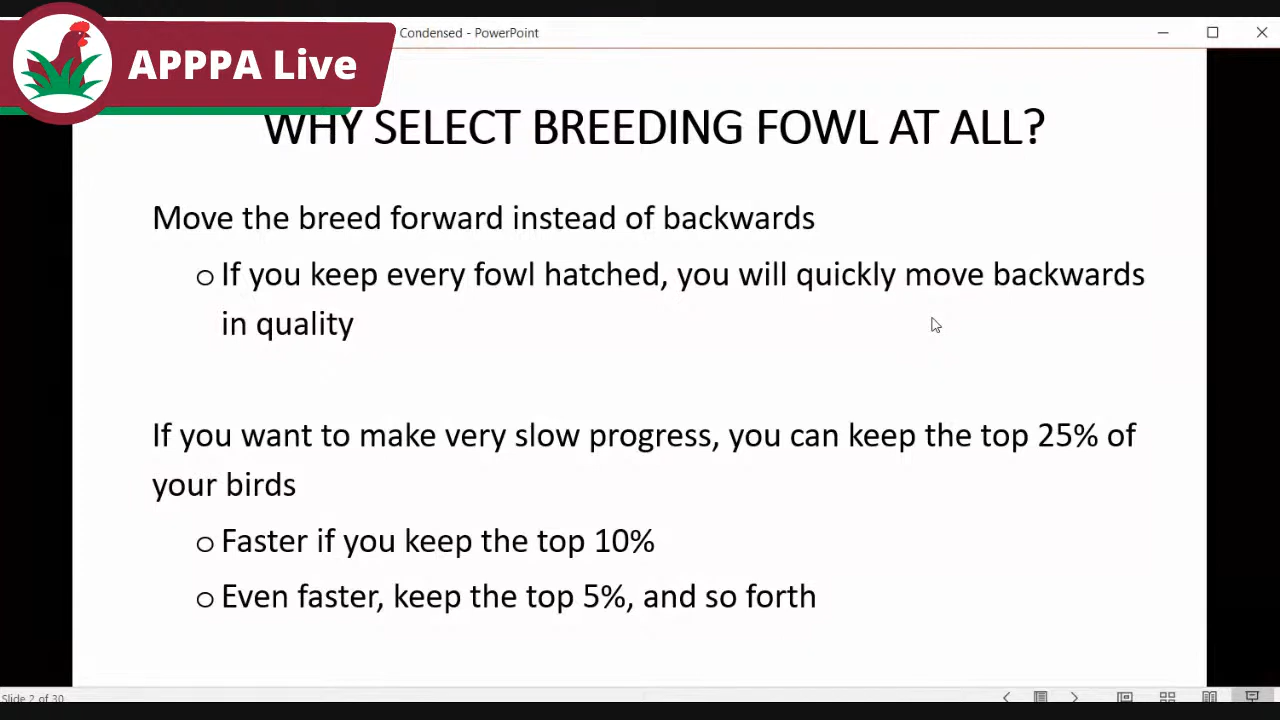 Condensed - PowerPoint
APPPA Live
WHY SELECT BREEDING FOWL AT ALL?
Move the breed forward instead of backwards
o If you keep every fowl hatched, you will quickly move backwards
in quality
If you want to make very slow progress, you can keep the top 25% of
your birds
o Faster if you keep the top 10%
o Even faster, keep the top 5%, and so forth
Slide 2 of 30